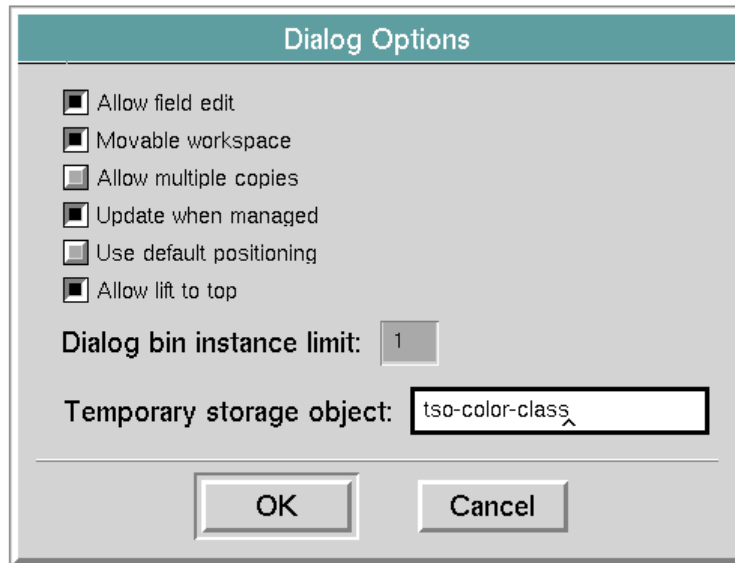 Dialog Options
Allow field edit
Movable workspace
Allow multiple copies
Update when managed
Use default positioning
Allow lift to top
Dialog bin instance limit: 1
Temporary storage object: tso-color-class
OK Cancel